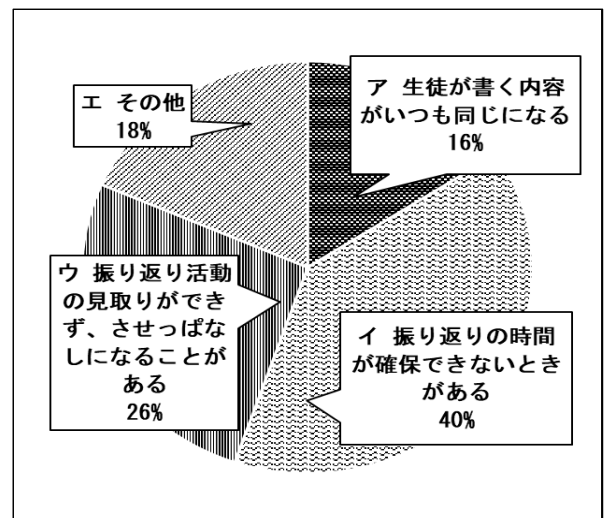 ア 生徒が書く内容
がいつも同じになる
16%
イ 振り返りの時間
が確保できないとき
がある
40%
ウ 振り返り活動
の見取りができ
ず、させっぱな
しになることが
ある
26%
エ その他
18%